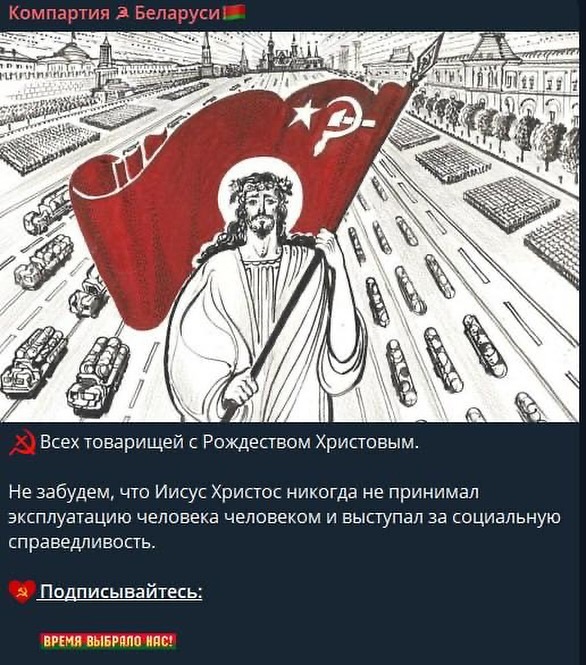 Компартия ☭ Беларуси
Всех товарищей с Рождеством Христовым.
Не забудем, что Иисус Христос никогда не принимал
эксплуатацию человека человеком и выступал за социальную
справедливость.
Подписывайтесь:
ВРЕМЯ ВЫБРАЛО НАС!